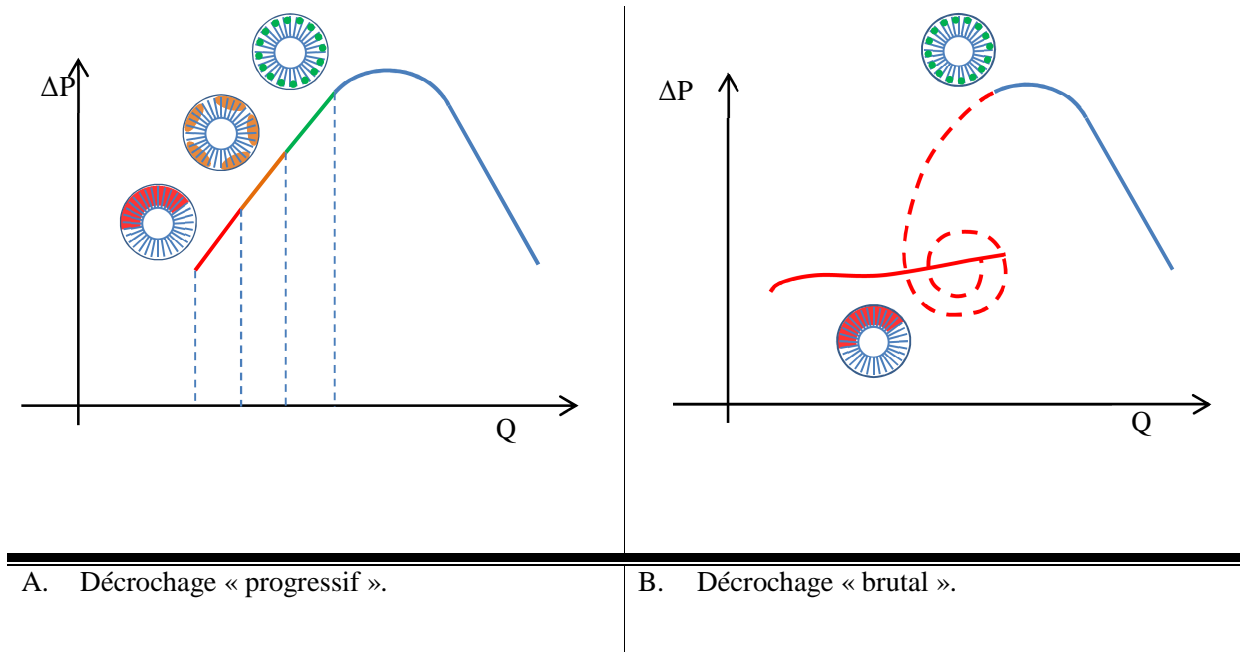 ΔP
Q
ΔP
Q
A. Décrochage « progressif ».
B. Décrochage « brutal ».